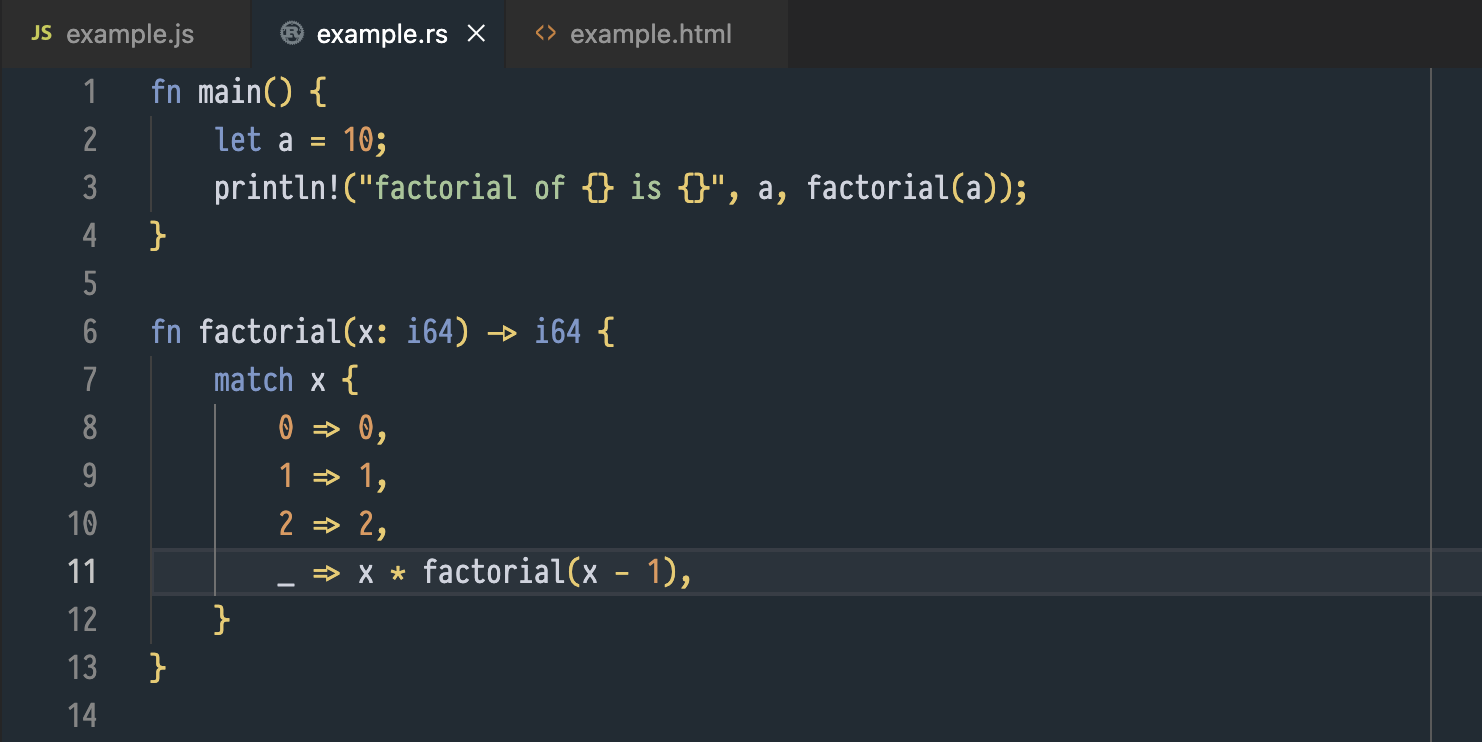 JS example.js example.rs × <> example.html
1 fn main() {
2     let a = 10;
3     println!("factorial of {} is {}", a, factorial(a));
4 }
5
6 fn factorial(x: i64) -> i64 {
7     match x {
8         0 => 0,
9         1 => 1,
10         2 => 2,
11         _ => x * factorial(x - 1),
12     }
13 }
14